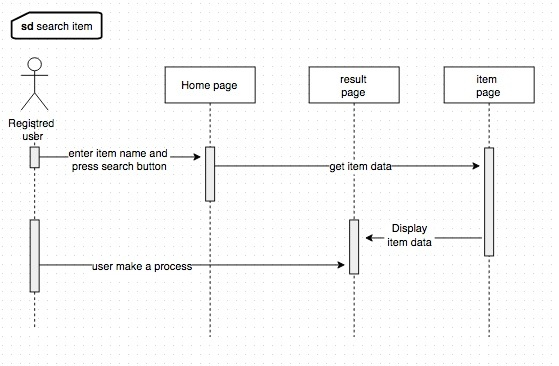 sd search item
Home page
result
page
item
page
Registred
user
enter item name and
press search button
get item data
Display
item data
user make a process